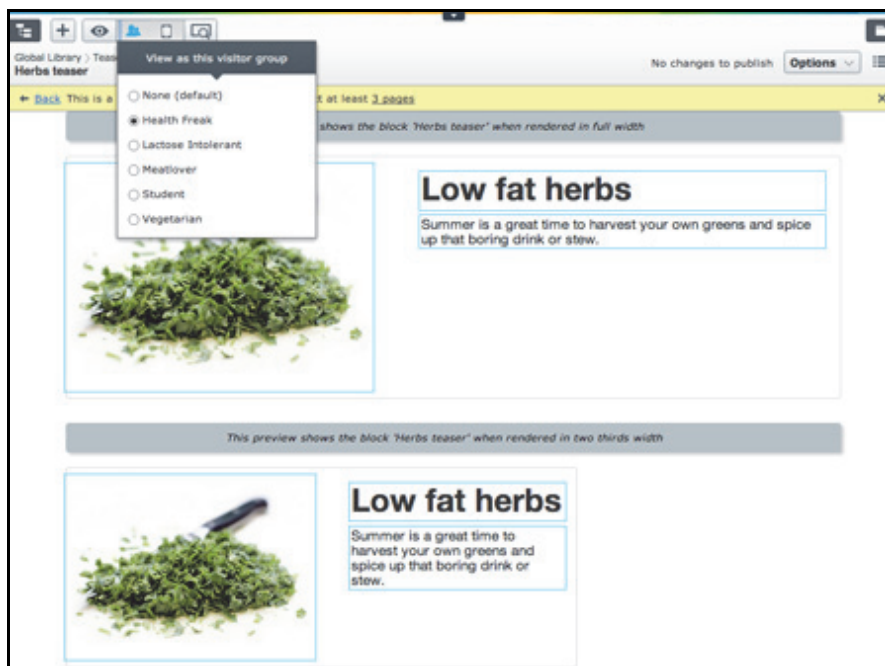 Global Library > Teas
Herbs teaser
View as this visitor group
No changes to publish
Options
← Back This is a
t at least 3 pages
None (default)
Health Freak
Lactose Intolerant
Meatlover
Student
Vegetarian
shows the block 'Herbs teaser' when rendered in full width
Low fat herbs
Summer is a great time to harvest your own greens and spice
up that boring drink or stew.
This preview shows the block 'Herbs teaser' when rendered in two thirds width
Low fat herbs
Summer is a great time to
harvest your own greens and
spice up that boring drink or
stew.